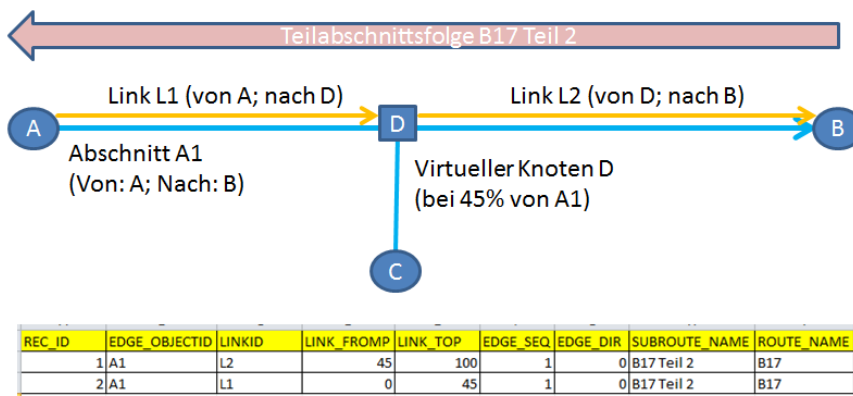 Teilabschnittsfolge B17 Teil 2
Link L1 (von A; nach D)
Link L2 (von D; nach B)
A
D
B
Abschnitt A1
(Von: A; Nach: B)
Virtueller Knoten D
(bei 45% von A1)
C
REC_ID EDGE_OBJECTID LINKID LINK_FROMP LINK_TOP EDGE_SEQ EDGE_DIR SUBROUTE_NAME ROUTE_NAME
1 A1 L2 45 100 1 0 B17 Teil 2 B17
2 A1 L1 0 45 1 0 B17 Teil 2 B17